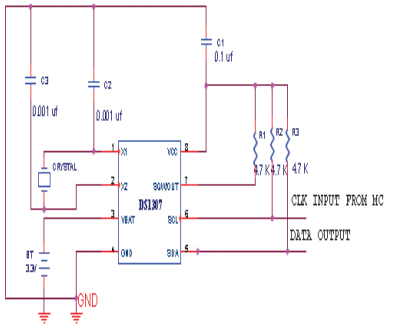 C1
0.1 uf
C3
0.001 uf
C2
0.001 uf
R1
R2
R3
4.7 K
4.7 K
4.7 K
CRYSTAL
1
X1
VCC
8
2
X2
SQW/OUT
7
DS1307
3
VBAT
SCL
6
4
GND
SDA
5
CLK INPUT FROM MC
DATA OUTPUT
BT
GND